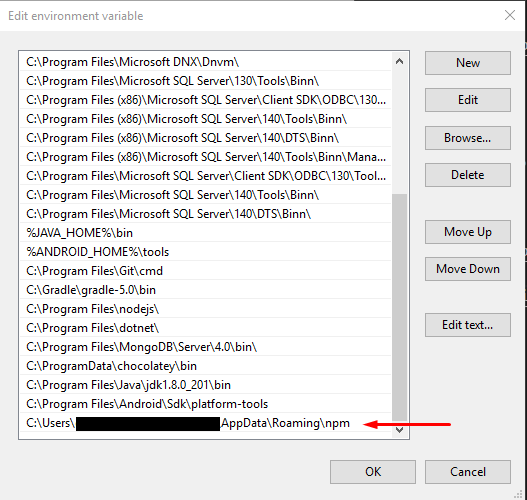 Edit environment variable
C:\Program Files\Microsoft DNX\Dnvm\
C:\Program Files\Microsoft SQL Server\130\Tools\Binn\
C:\Program Files (x86)\Microsoft SQL Server\Client SDK\ODBC\130...
C:\Program Files (x86)\Microsoft SQL Server\140\Tools\Binn\
C:\Program Files (x86)\Microsoft SQL Server\140\DTS\Binn\
C:\Program Files (x86)\Microsoft SQL Server\140\Tools\Binn\Mana...
C:\Program Files\Microsoft SQL Server\Client SDK\ODBC\130\Tool...
C:\Program Files\Microsoft SQL Server\140\Tools\Binn\
C:\Program Files\Microsoft SQL Server\140\DTS\Binn\
%JAVA_HOME%\bin
%ANDROID_HOME%\tools
C:\Program Files\Git\cmd
C:\Gradle\gradle-5.0\bin
C:\Program Files\nodejs\
C:\Program Files\dotnet\
C:\Program Files\MongoDB\Server\4.0\bin\
C:\ProgramData\chocolatey\bin
C:\Program Files\Java\jdk1.8.0_201\bin
C:\Program Files\Android\Sdk\platform-tools
C:\Users\ AppData\Roaming\npm
New
Edit
Browse...
Delete
Move Up
Move Down
Edit text...
OK
Cancel